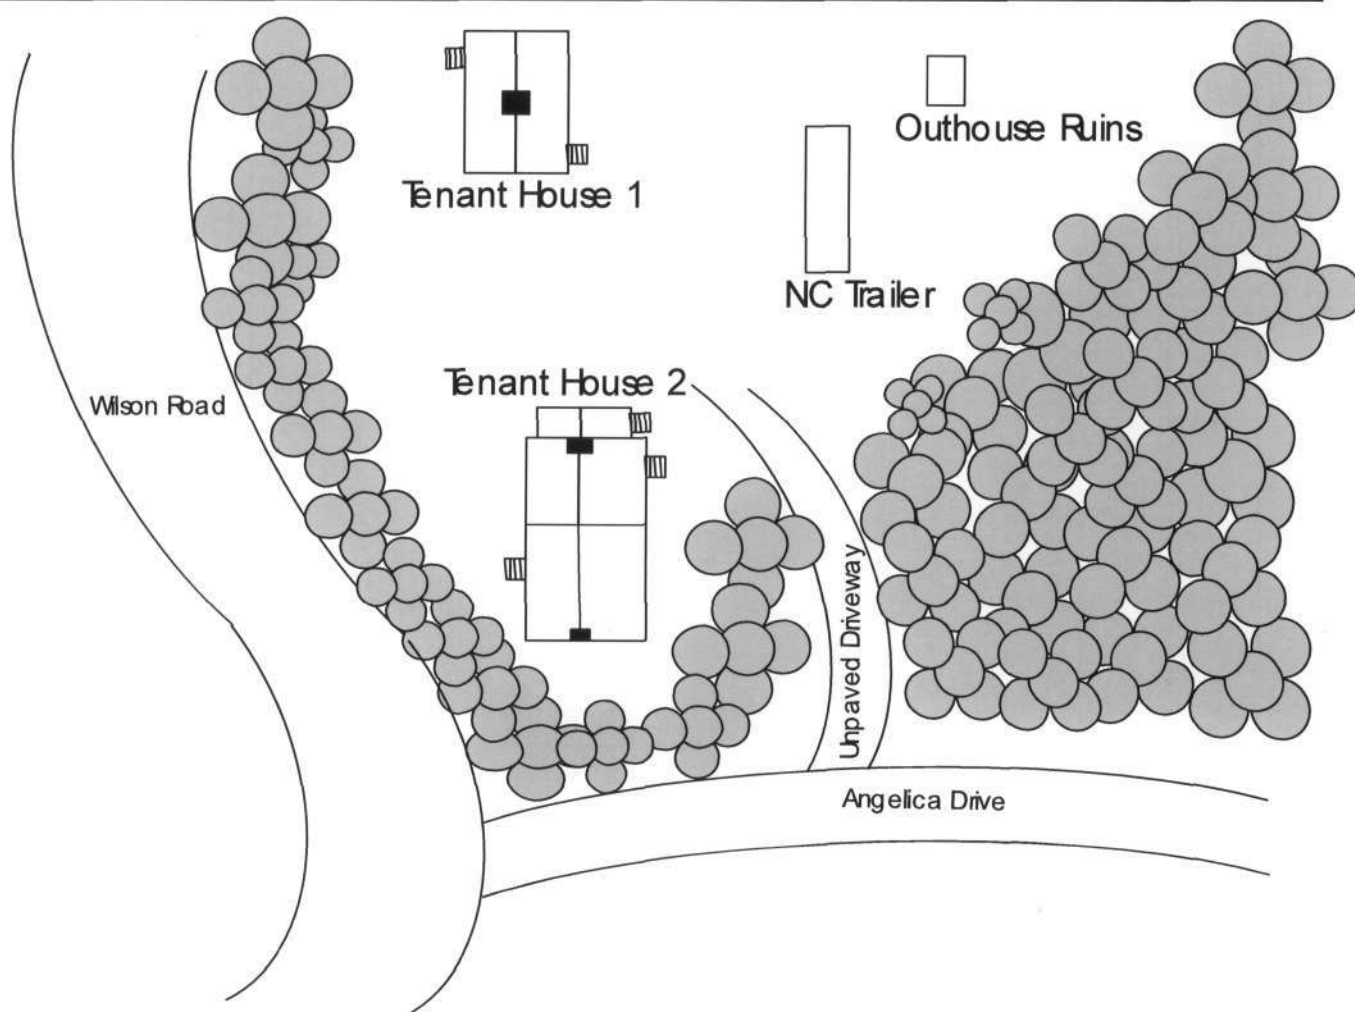 Outhouse Ruins
Tenant House 1
NC Trailer
Tenant House 2
Wilson Road
Unpaved Driveway
Angelica Drive